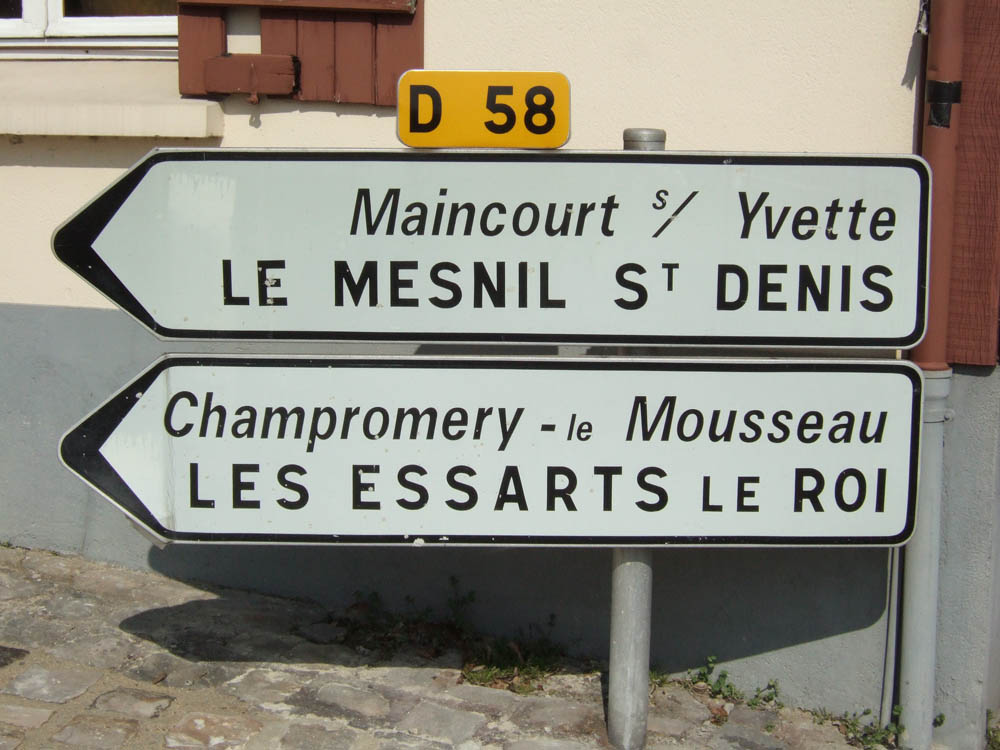 D 58
Maincourt s/ Yvette
LE MESNIL ST DENIS
Champromery - le Mousseau
LES ESSARTS LE ROI